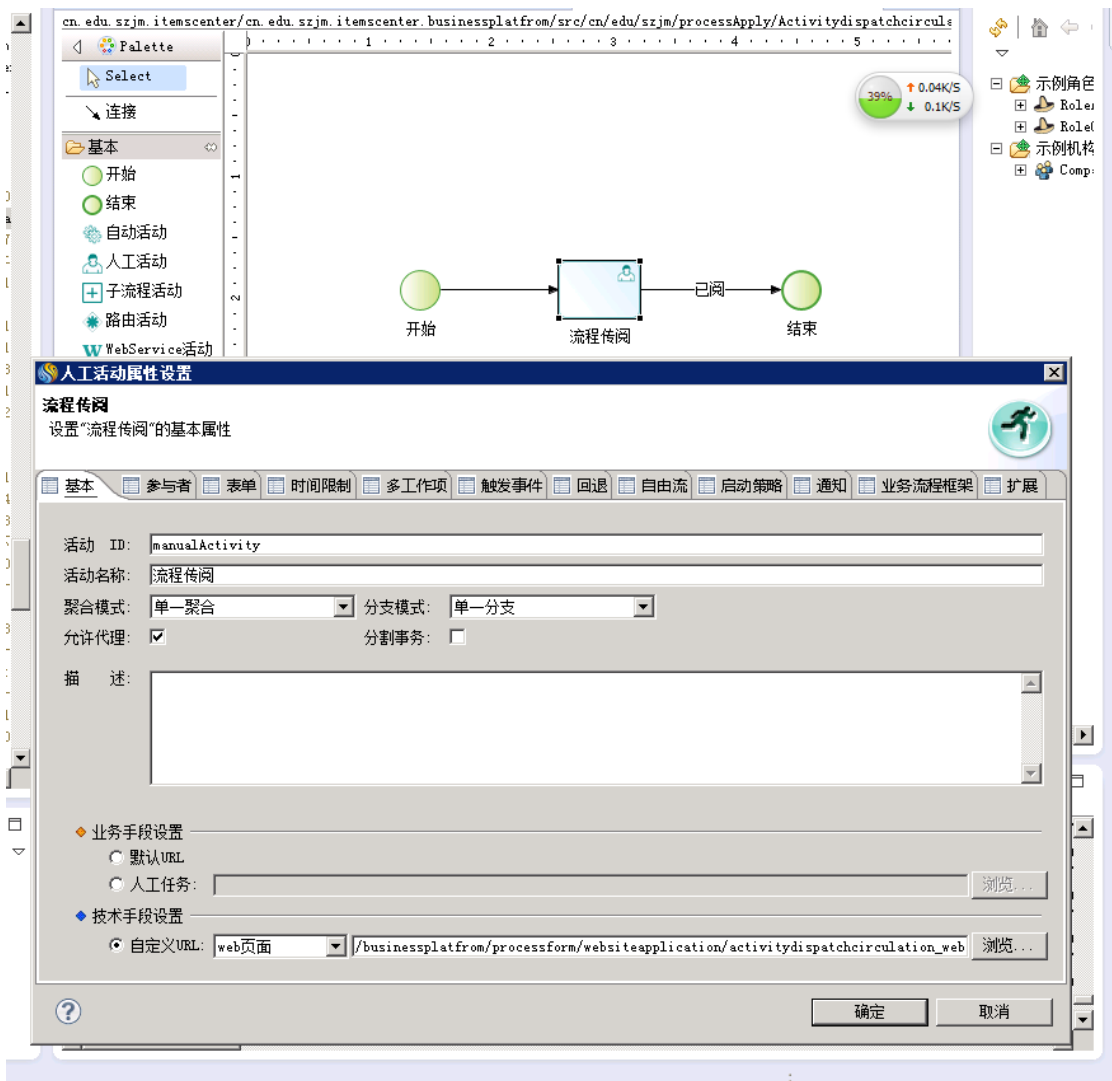 cn.edu.szjm.itemscenter/cn.edu.szjm.itemscenter.businessplatfrom/src/cn/edu/szjm/processApply/Activitydispatchcircula
Palette
1 2 3 4 5
Select
连接
基本
开始
结束
自动活动
人工活动
子流程活动
路由活动
WebService活动
1
2
39%
0.04K/S
0.1K/S
示例角色
Role
Role
示例机构
Comp
开始
流程传阅
已阅
结束
人工活动属性设置
流程传阅
设置"流程传阅"的基本属性
基本 参与者 表单 时间限制 多工作项 触发事件 回退 自由流 启动策略 通知 业务流程框架 扩展
活动 ID: manualActivity
活动名称: 流程传阅
聚合模式: 单一聚合 分支模式: 单一分支
允许代理: 分割事务:
描 述:
业务手段设置
默认URL
人工任务: 浏览...
技术手段设置
自定义URL: web页面 /businessplatfrom/processform/websiteapplication/activitydispatchcirculation_web 浏览...
确定 取消